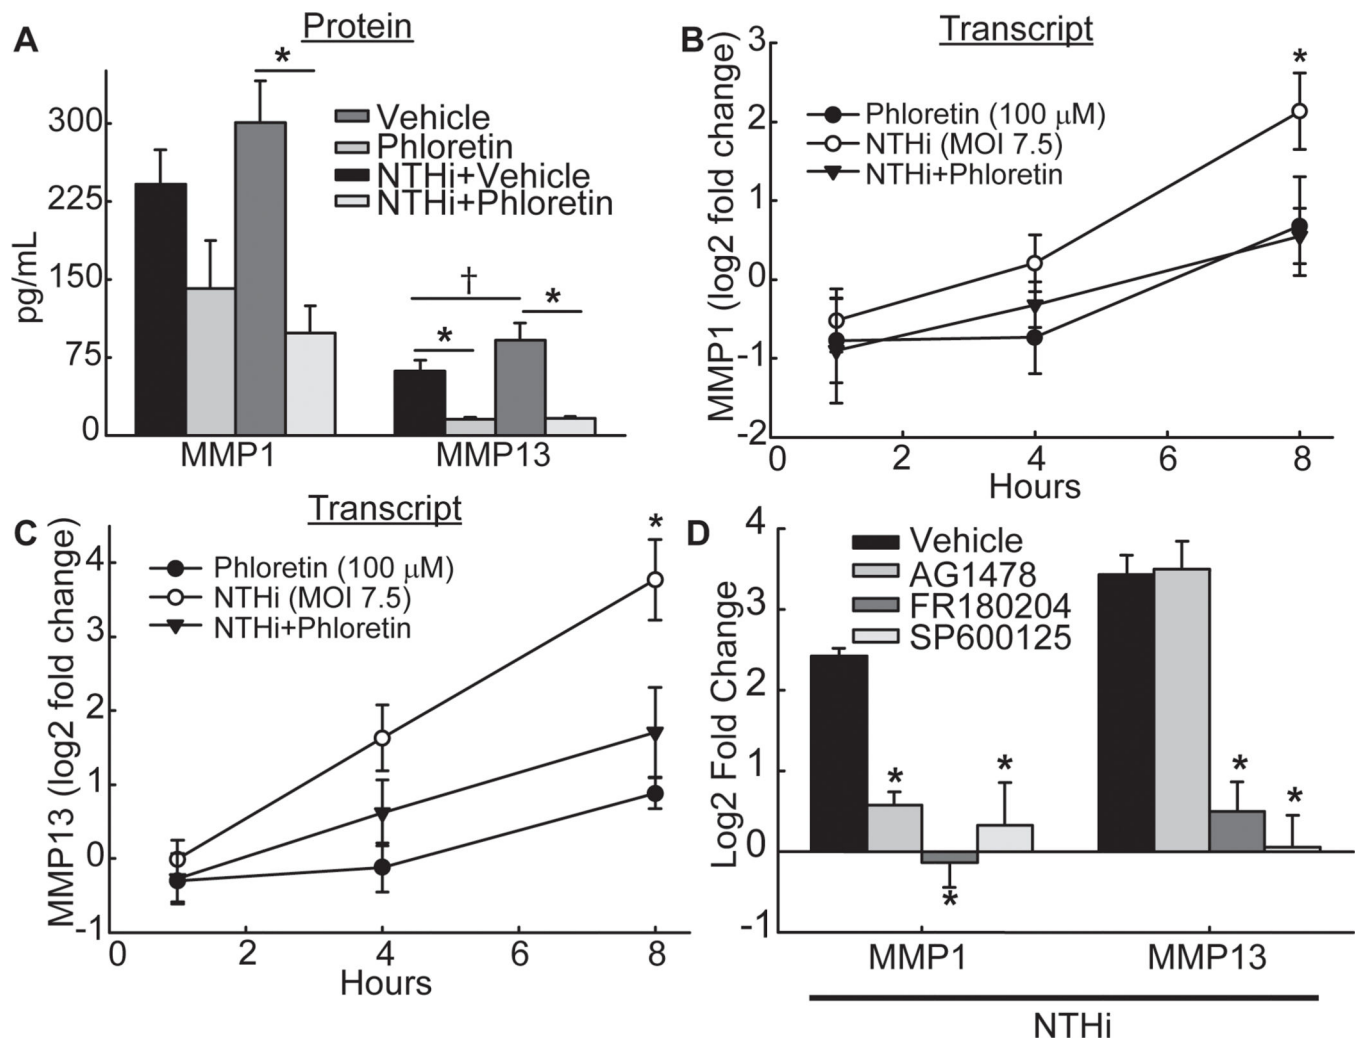 A
Protein
*
300
225
150
75
0
pg/mL
Vehicle
Phloretin
NTHi+Vehicle
NTHi+Phloretin
†
*
*
MMP1
MMP13
B
Transcript
3
2
1
0
-1
-2
MMP1 (log2 fold change)
*
Phloretin (100 μM)
NTHi (MOI 7.5)
NTHi+Phloretin
0
2
4
6
8
Hours
C
Transcript
4
3
2
1
0
-1
MMP13 (log2 fold change)
*
Phloretin (100 μM)
NTHi (MOI 7.5)
NTHi+Phloretin
0
2
4
6
8
Hours
D
4
3
2
1
0
-1
Log2 Fold Change
Vehicle
AG1478
FR180204
SP600125
*
*
*
*
*
MMP1
MMP13
NTHi